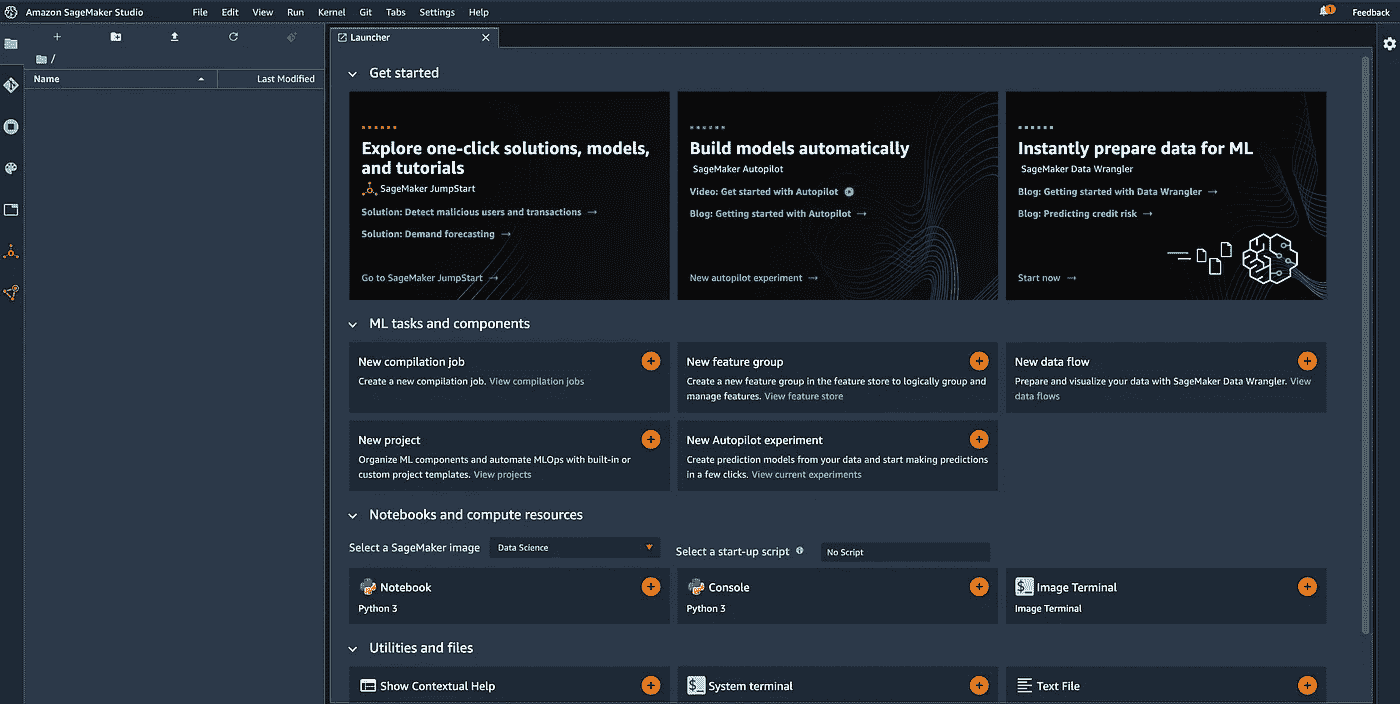 Amazon SageMaker Studio File Edit View Run Kernel Git Tabs Settings Help 1 Feedback
Launcher
/
Name Last Modified
Get started
Explore one-click solutions, models,
and tutorials
SageMaker JumpStart
Solution: Detect malicious users and transactions →
Solution: Demand forecasting →
Go to SageMaker JumpStart →
Build models automatically
SageMaker Autopilot
Video: Get started with Autopilot
Blog: Getting started with Autopilot →
New autopilot experiment →
Instantly prepare data for ML
SageMaker Data Wrangler
Blog: Getting started with Data Wrangler →
Blog: Predicting credit risk →
Start now →
ML tasks and components
New compilation job
Create a new compilation job. View compilation jobs
New feature group
Create a new feature group in the feature store to logically group and
manage features. View feature store
New data flow
Prepare and visualize your data with SageMaker Data Wrangler. View
data flows
New project
Organize ML components and automate MLOps with built-in or
custom project templates. View projects
New Autopilot experiment
Create prediction models from your data and start making predictions
in a few clicks. View current experiments
Notebooks and compute resources
Select a SageMaker image Data Science
Select a start-up script No Script
Notebook
Python 3
Console
Python 3
$_ Image Terminal
Image Terminal
Utilities and files
Show Contextual Help
$_ System terminal
Text File